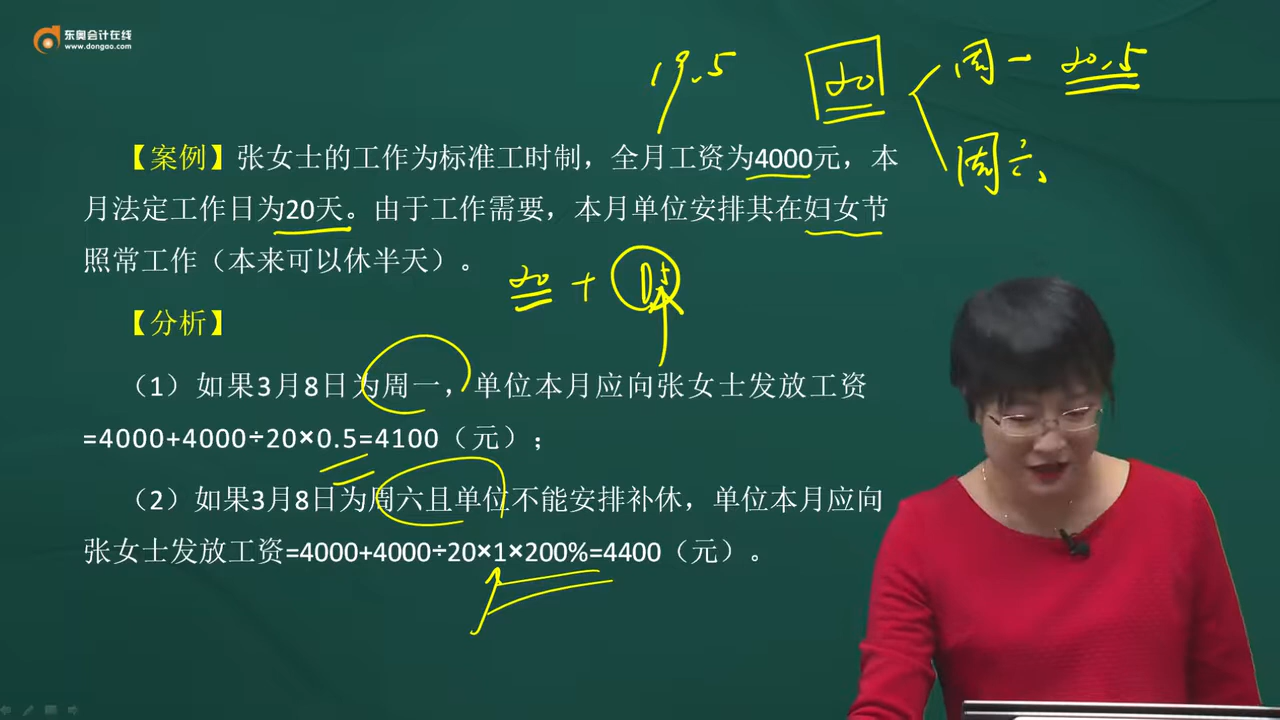 东奥会计在线
www.dongao.com
19.5
20
周一 20.5
周六
【案例】张女士的工作为标准工时制，全月工资为4000元，本
月法定工作日为20天。由于工作需要，本月单位安排其在妇女节
照常工作（本来可以休半天）。
20 + 0.5
【分析】
（1）如果3月8日为周一，单位本月应向张女士发放工资
=4000+4000÷20×0.5=4100（元）；
（2）如果3月8日为周六且单位不能安排补休，单位本月应向
张女士发放工资=4000+4000÷20×1×200%=4400（元）。